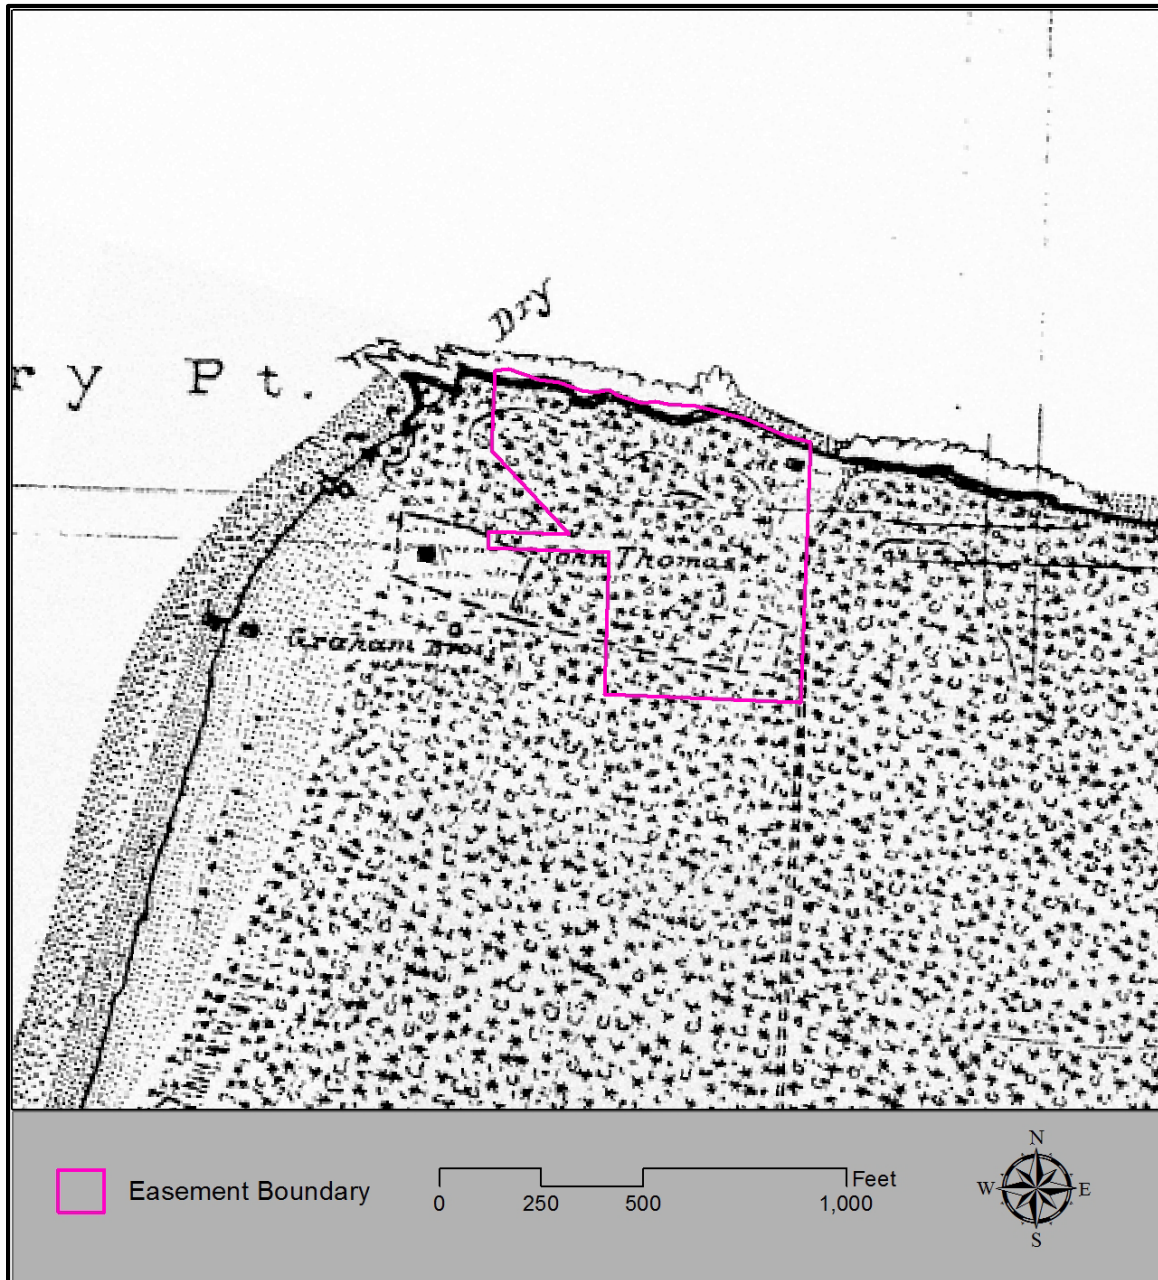 Dry
ry Pt.
John Thomas
Graham Bros.
Easement Boundary
0 250 500 1,000 Feet
N
W E
S